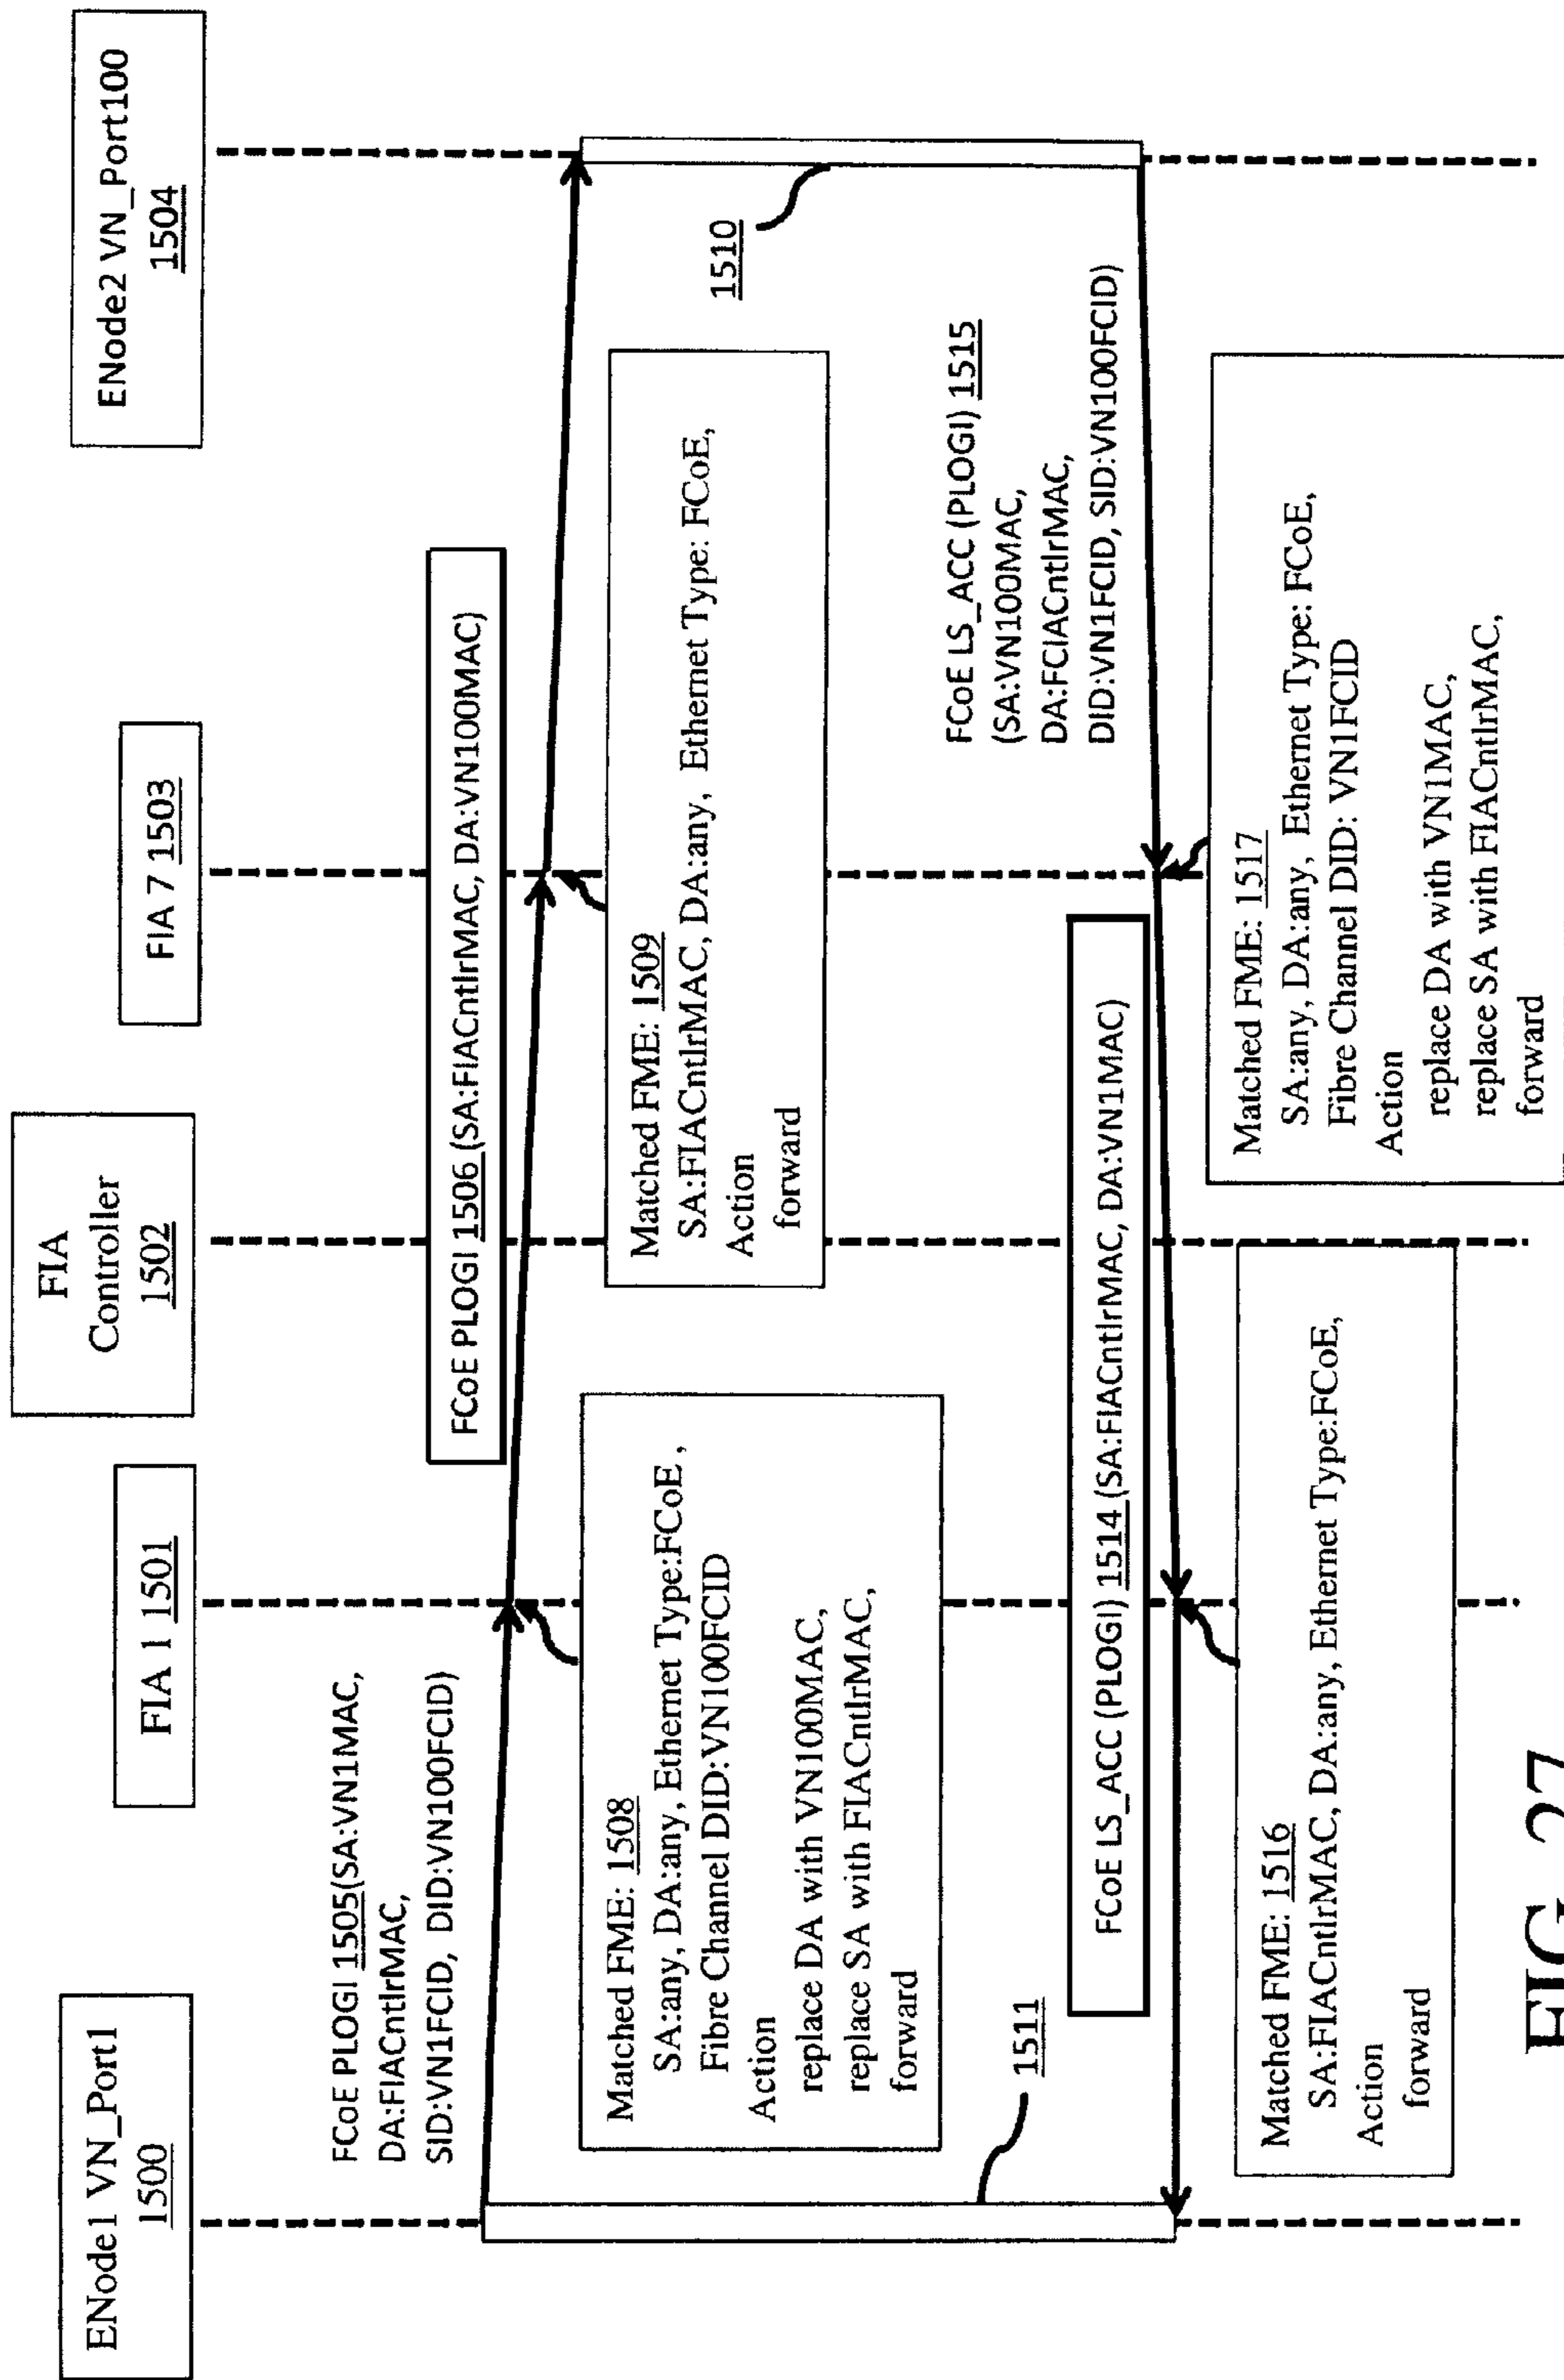 ENode1 VN_Port1
1500
FIA 1 1501
FIA
Controller
1502
FIA 7 1503
ENode2 VN_Port100
1504
FCoE PLOGI 1505(SA:VN1MAC,
DA:FIACntlrMAC,
SID:VN1FCID, DID:VN100FCID)
FCoE PLOGI 1506 (SA:FIACntlrMAC, DA:VN100MAC)
Matched FME: 1508
SA:any, DA:any, Ethernet Type:FCoE ,
Fibre Channel DID:VN100FCID
Action
replace DA with VN100MAC,
replace SA with FIACntlrMAC,
forward
Matched FME: 1509
SA:FIACntlrMAC, DA:any, Ethernet Type: FCoE,
Action
forward
1510
1511
FCoE LS_ACC (PLOGI) 1515
(SA:VN100MAC,
DA:FCIACntlrMAC,
DID:VN1FCID, SID:VN100FCID)
FCoE LS_ACC (PLOGI) 1514 (SA:FIACntlrMAC, DA:VN1MAC)
Matched FME: 1516
SA:FIACntlrMAC, DA:any, Ethernet Type:FCoE,
Action
forward
Matched FME: 1517
SA:any, DA:any, Ethernet Type: FCoE,
Fibre Channel DID: VN1FCID
Action
replace DA with VN1MAC,
replace SA with FIACntlrMAC,
forward
FIG 27